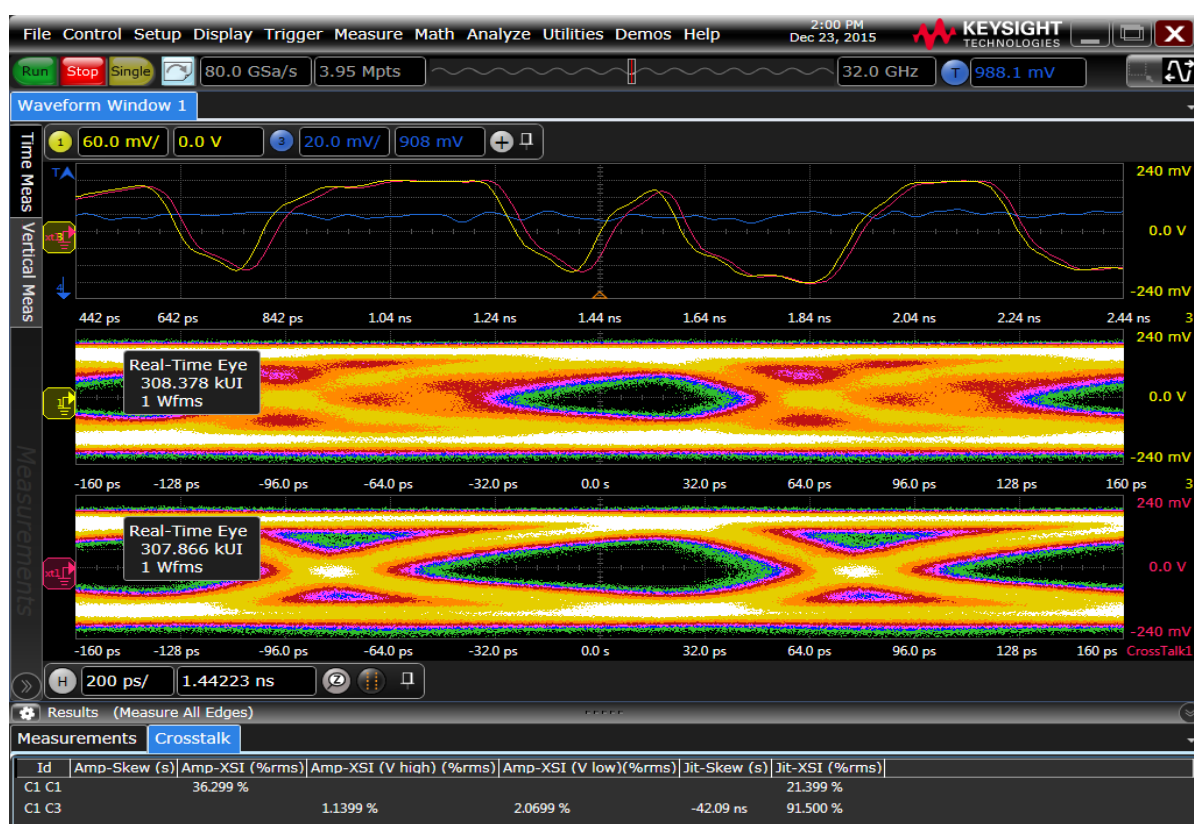 File Control Setup Display Trigger Measure Math Analyze Utilities Demos Help
2:00 PM
Dec 23, 2015
KEYSIGHT
TECHNOLOGIES
X
Run Stop Single 80.0 GSa/s 3.95 Mpts 32.0 GHz T 988.1 mV
Waveform Window 1
Time Meas
Vertical Meas
Measurements
1 60.0 mV/ 0.0 V 3 20.0 mV/ 908 mV +
T
240 mV
0.0 V
-240 mV
4
442 ps 642 ps 842 ps 1.04 ns 1.24 ns 1.44 ns 1.64 ns 1.84 ns 2.04 ns 2.24 ns 2.44 ns 3
240 mV
Real-Time Eye
308.378 kUI
1 Wfms
0.0 V
-240 mV
-160 ps -128 ps -96.0 ps -64.0 ps -32.0 ps 0.0 s 32.0 ps 64.0 ps 96.0 ps 128 ps 160 ps 3
240 mV
Real-Time Eye
307.866 kUI
1 Wfms
xt1
0.0 V
-240 mV
-160 ps -128 ps -96.0 ps -64.0 ps -32.0 ps 0.0 s 32.0 ps 64.0 ps 96.0 ps 128 ps 160 ps CrossTalk1
H 200 ps/ 1.44223 ns Z
Results (Measure All Edges)
Measurements Crosstalk
Id Amp-Skew (s) Amp-XSI (%rms) Amp-XSI (V high) (%rms) Amp-XSI (V low)(%rms) Jit-Skew (s) Jit-XSI (%rms)
C1 C1 36.299 % 21.399 %
C1 C3 1.1399 % 2.0699 % -42.09 ns 91.500 %